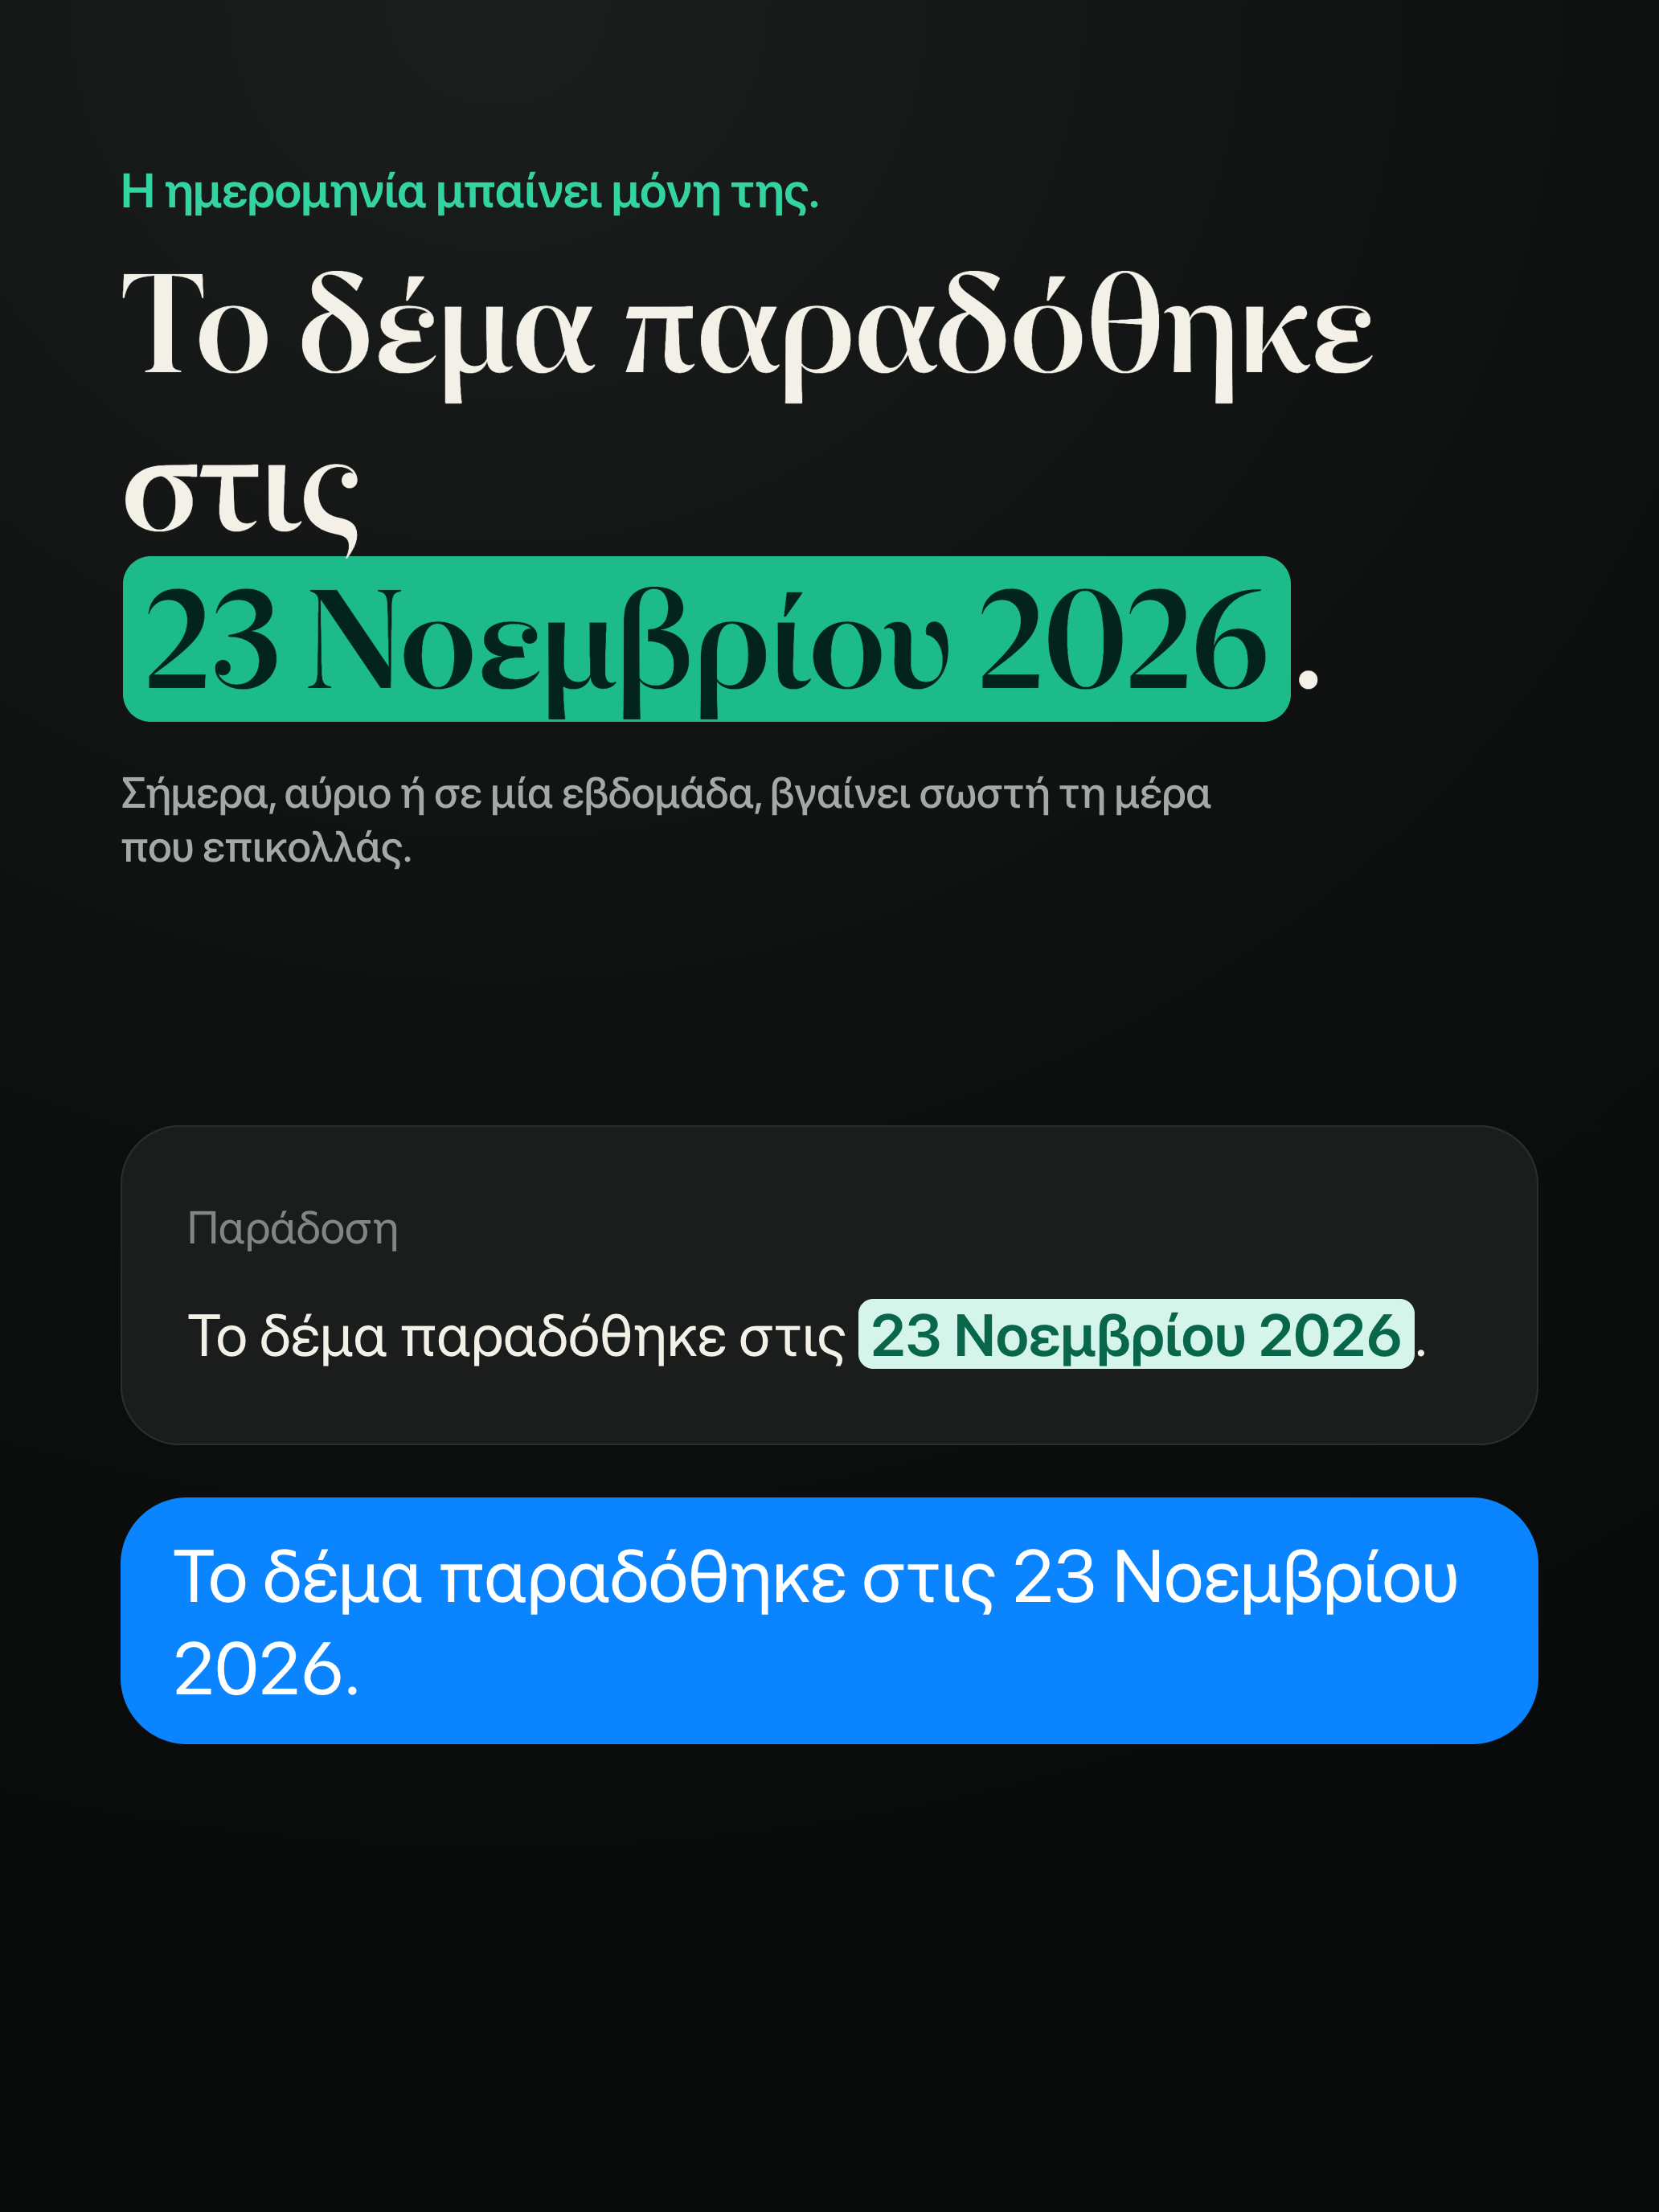 Η ημερομηνία μπαίνει μόνη της.
Το δέμα παραδόθηκε
στις
23 Νοεμβρίου 2026.
Σήμερα, αύριο ή σε μία εβδομάδα, βγαίνει σωστή τη μέρα
που επικολλάς.
Παράδοση
Το δέμα παραδόθηκε στις 23 Νοεμβρίου 2026.
Το δέμα παραδόθηκε στις 23 Νοεμβρίου
2026.